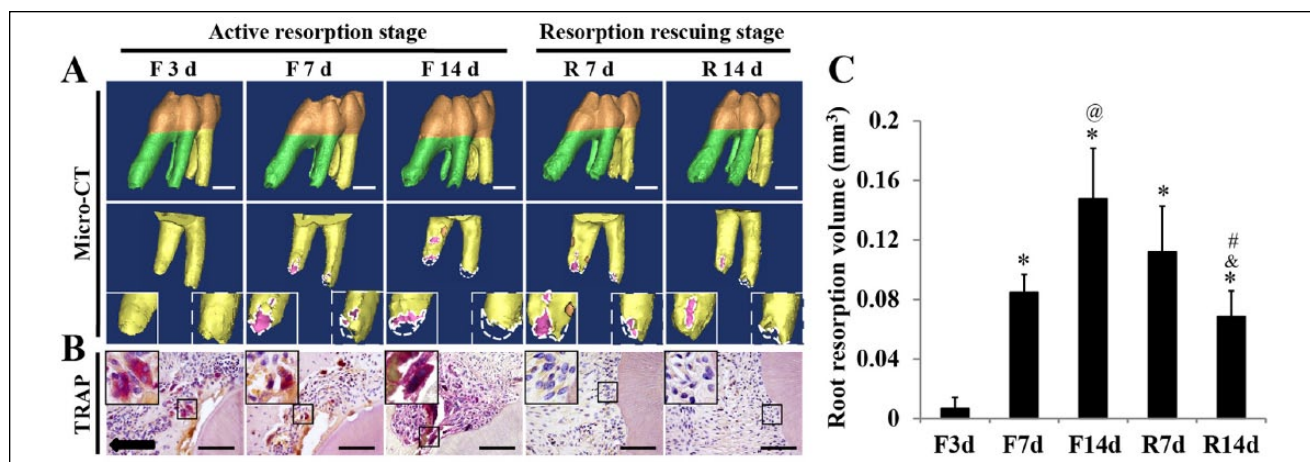 Active resorption stage Resorption rescuing stage
A F 3 d F 7 d F 14 d R 7 d R 14 d
Micro-CT
B
TRAP
C
Root resorption volume (mm³)
0.2
0.16
0.12
0.08
0.04
0
*
@
*
*
#
&
*
F3d F7d F14d R7d R14d